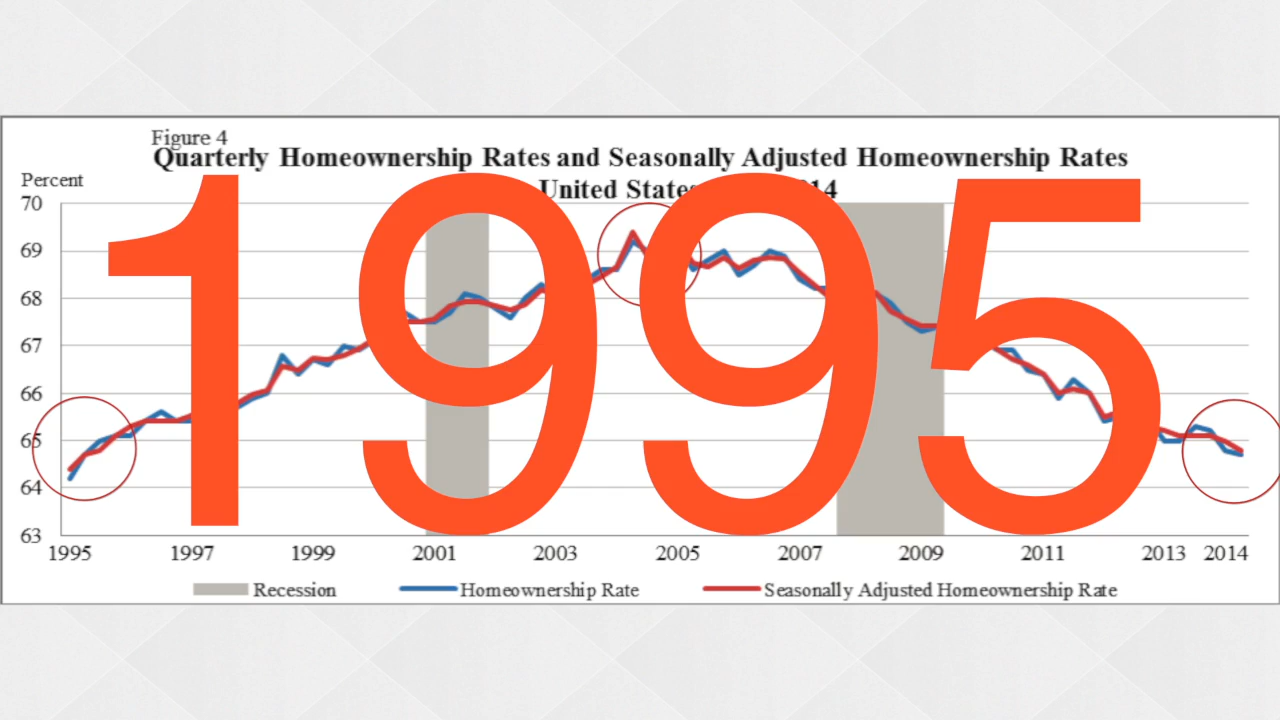 Figure 4
Quarterly Homeownership Rates and Seasonally Adjusted Homeownership Rates
United States 14
Percent
70
69
68
67
66
65
64
63
1995
1995 1997 1999 2001 2003 2005 2007 2009 2011 2013 2014
Recession Homeownership Rate Seasonally Adjusted Homeownership Rate